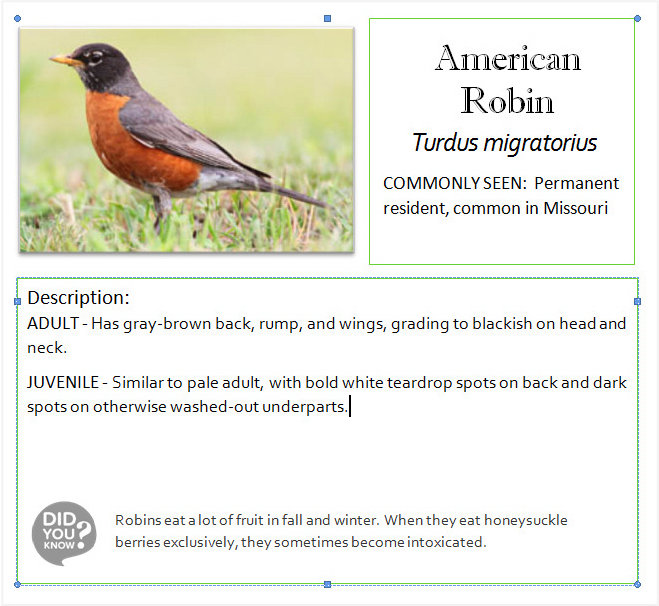 American
Robin
Turdus migratorius
COMMONLY SEEN: Permanent
resident, common in Missouri
Description:
ADULT - Has gray-brown back, rump, and wings, grading to blackish on head and
neck.
JUVENILE - Similar to pale adult, with bold white teardrop spots on back and dark
spots on otherwise washed-out underparts.
DID
YOU
KNOW?
Robins eat a lot of fruit in fall and winter. When they eat honeysuckle
berries exclusively, they sometimes become intoxicated.